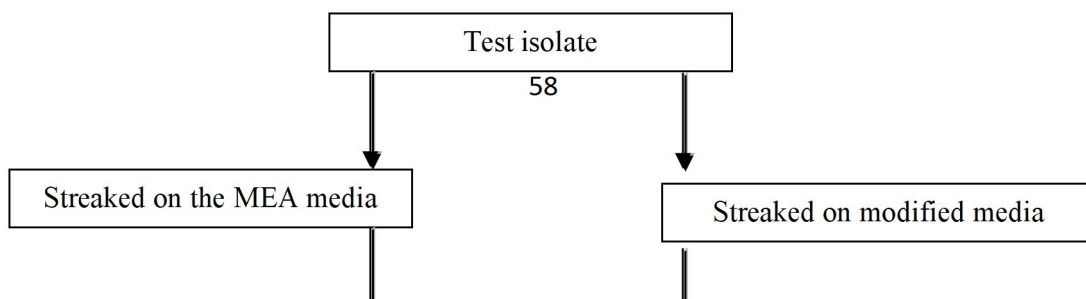 Test isolate
58
Streaked on the MEA media
Streaked on modified media